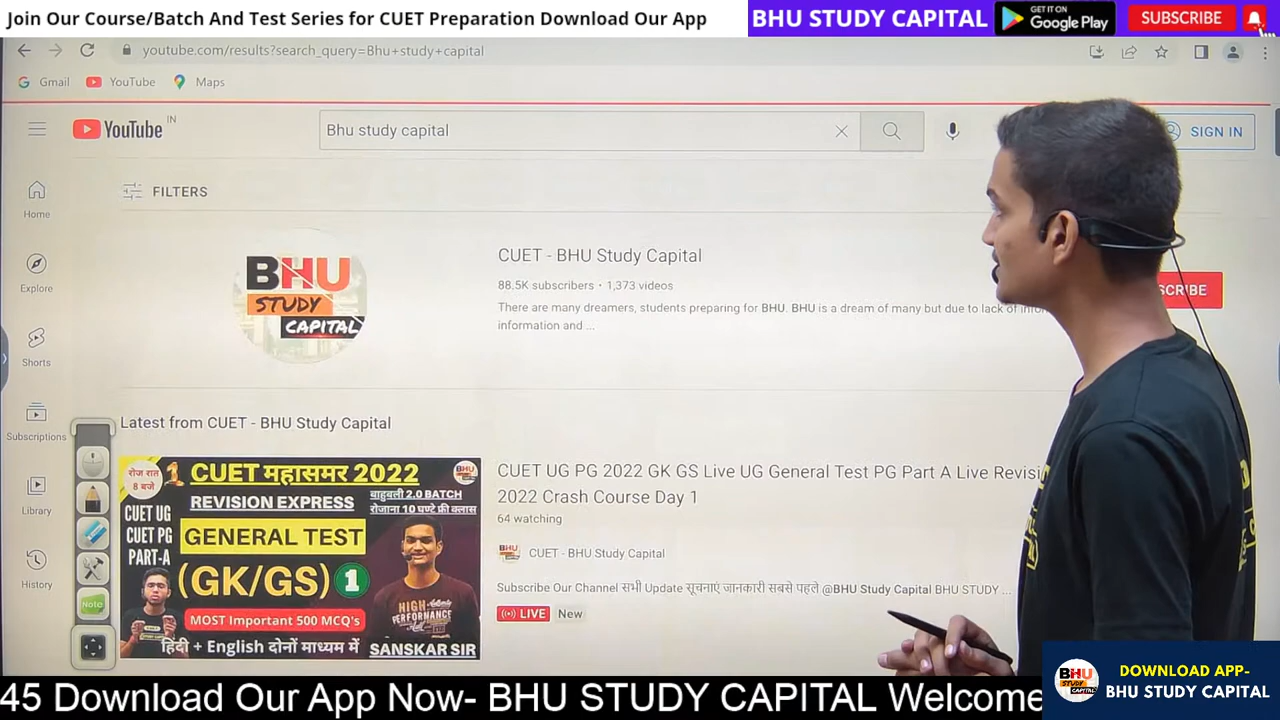 Join Our Course/Batch And Test Series for CUET Preparation Download Our App
BHU STUDY CAPITAL
GET IT ON
Google Play
SUBSCRIBE
youtube.com/results?search_query=Bhu+study+capital
Gmail
YouTube
Maps
YouTube IN
Bhu study capital
SIGN IN
Home
Explore
Shorts
Subscriptions
Library
History
FILTERS
BHU
STUDY
CAPITAL
CUET - BHU Study Capital
88.5K subscribers • 1,373 videos
There are many dreamers, students preparing for BHU. BHU is a dream of many but due to lack of
information and ...
CRIBE
Latest from CUET - BHU Study Capital
Note
रोज रात
8 बजे
1
CUET महासमर 2022
REVISION EXPRESS
बाहुबली 2.0 BATCH
रोजाना 10 घण्टे फ्री क्लास
CUET UG
CUET PG
PART-A
GENERAL TEST
(GK/GS) 1
MOST Important 500 MCQ's
HIGH
PERFORMANCE
हिंदी + English दोनों माध्यम में
SANSKAR SIR
CUET UG PG 2022 GK GS Live UG General Test PG Part A Live Revisi
2022 Crash Course Day 1
64 watching
CUET - BHU Study Capital
Subscribe Our Channel सभी Update सूचनाएं जानकारी सबसे पहले @BHU Study Capital BHU STUDY ...
LIVE
New
DOWNLOAD APP-
BHU STUDY CAPITAL
BHU
STUDY
CAPITAL
45 Download Our App Now- BHU STUDY CAPITAL Welcome